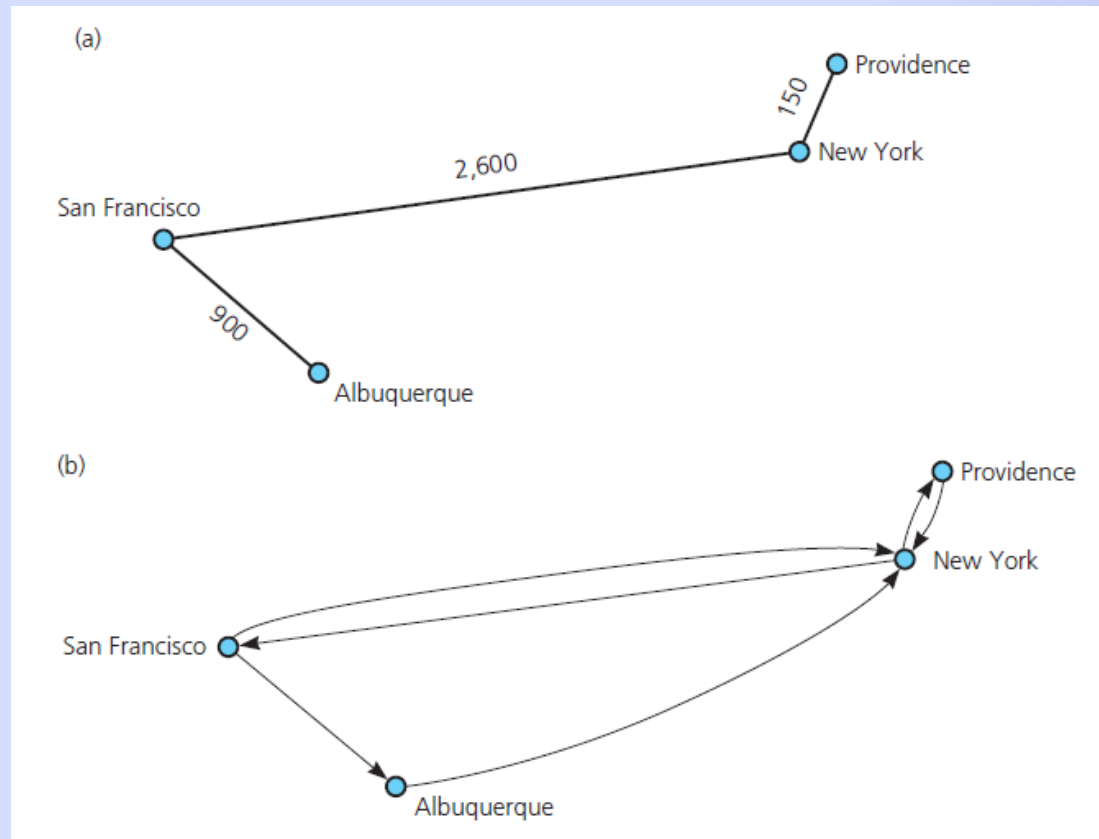 (a)
Providence
150
New York
2,600
San Francisco
900
Albuquerque
(b)
Providence
New York
San Francisco
Albuquerque